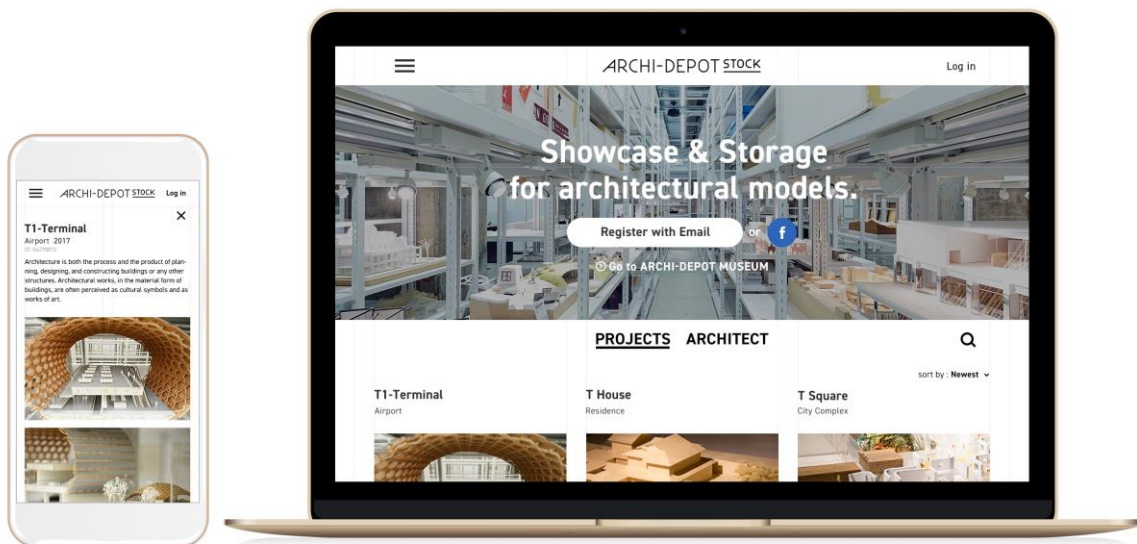 ARCHI-DEPOT STOCK Log in
T1-Terminal
Airport 2017
Architecture is both the process and the product of plan-
ning, designing, and constructing buildings or any other
structures. Architectural works, in the material form of
buildings, are often perceived as cultural symbols and as
works of art.
ARCHI-DEPOT STOCK Log in
Showcase & Storage
for architectural models.
Register with Email or f
Go to ARCHI-DEPOT MUSEUM
PROJECTS ARCHITECT
sort by : Newest
T1-Terminal T House T Square
Airport Residence City Complex